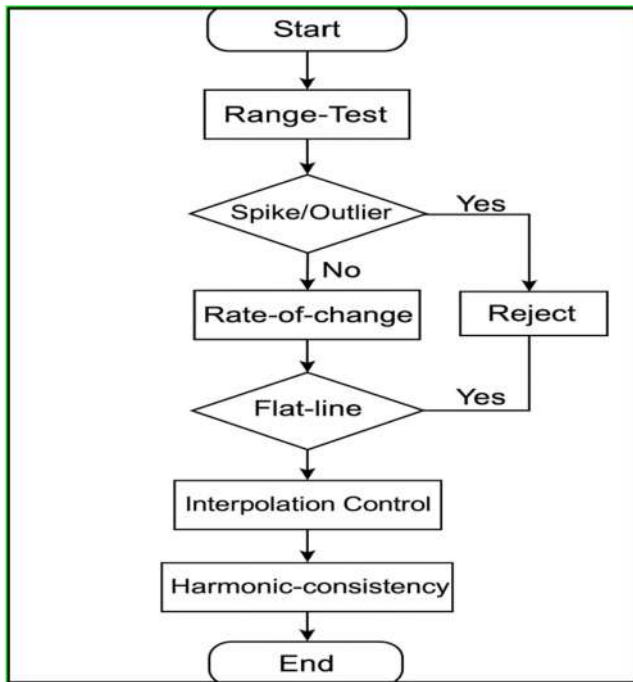 Start
Range-Test
Spike/Outlier
Yes
No
Rate-of-change
Reject
Flat-line
Yes
Interpolation Control
Harmonic-consistency
End